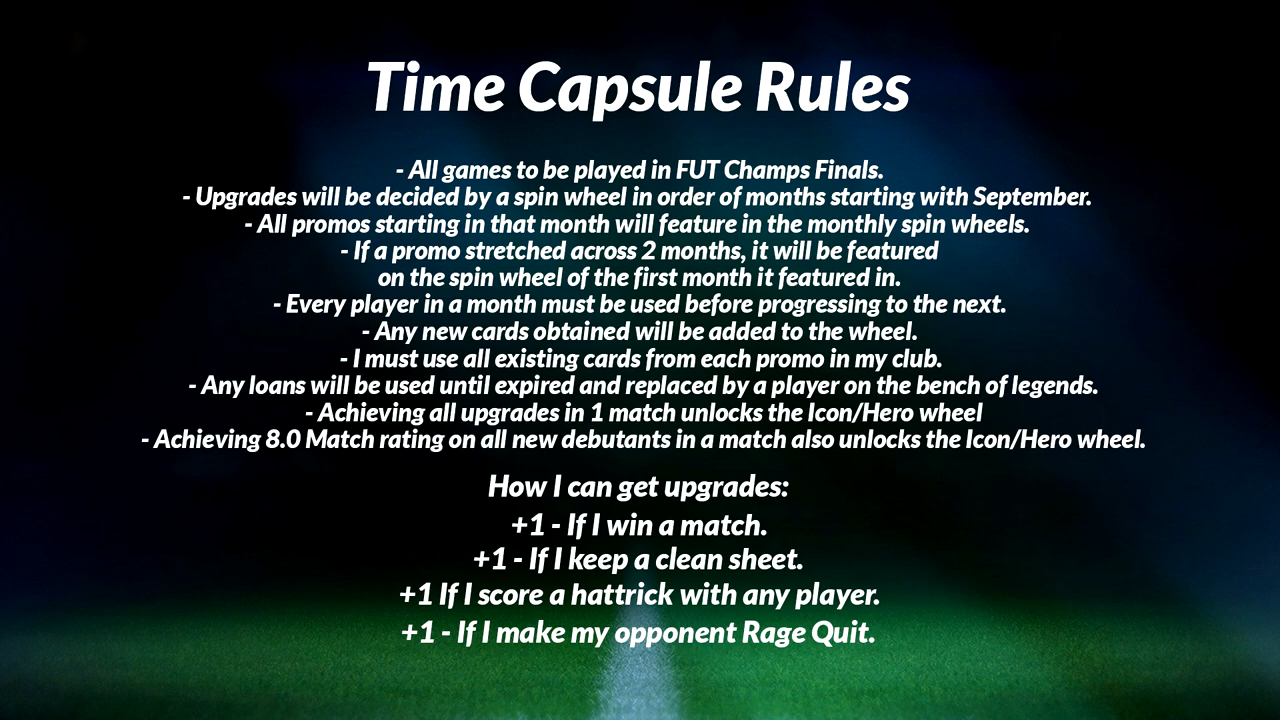 Time Capsule Rules
- All games to be played in FUT Champs Finals.
- Upgrades will be decided by a spin wheel in order of months starting with September.
- All promos starting in that month will feature in the monthly spin wheels.
- If a promo stretched across 2 months, it will be featured
on the spin wheel of the first month it featured in.
- Every player in a month must be used before progressing to the next.
- Any new cards obtained will be added to the wheel.
- I must use all existing cards from each promo in my club.
- Any loans will be used until expired and replaced by a player on the bench of legends.
- Achieving all upgrades in 1 match unlocks the Icon/Hero wheel
- Achieving 8.0 Match rating on all new debutants in a match also unlocks the Icon/Hero wheel.
How I can get upgrades:
+1 - If I win a match.
+1 - If I keep a clean sheet.
+1 If I score a hattrick with any player.
+1 - If I make my opponent Rage Quit.